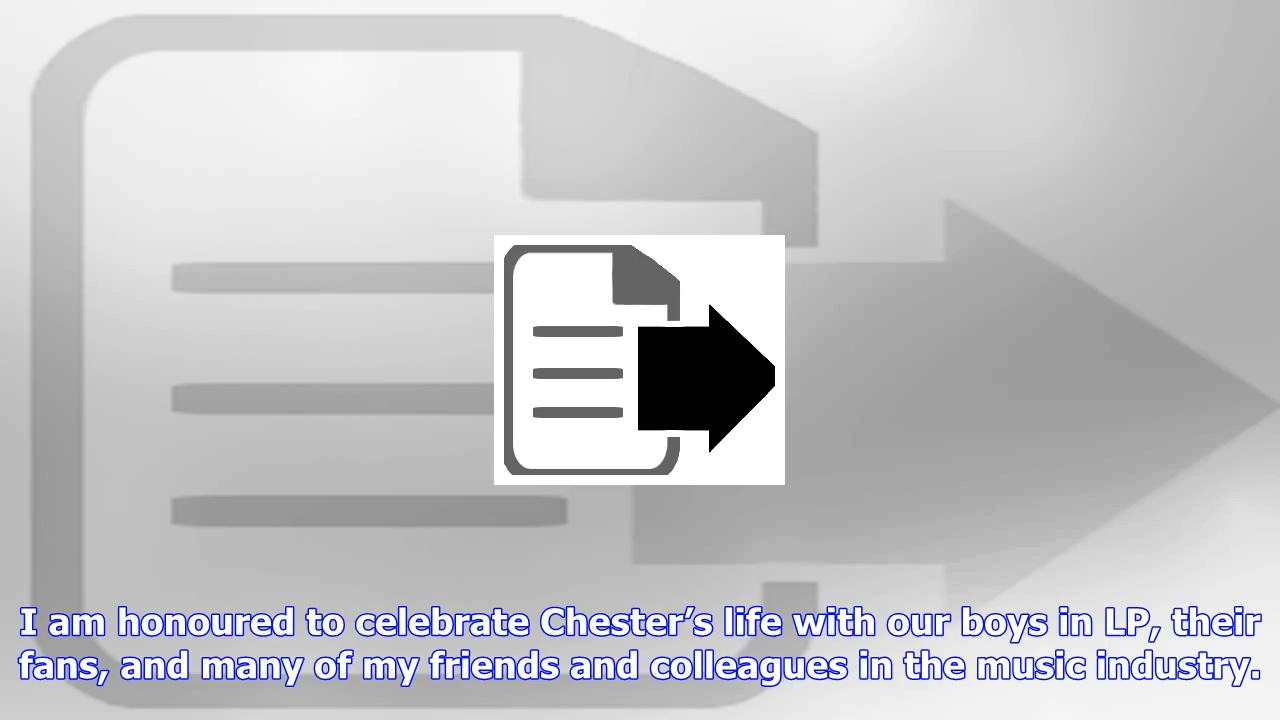 I am honoured to celebrate Chester’s life with our boys in LP, their
fans, and many of my friends and colleagues in the music industry.